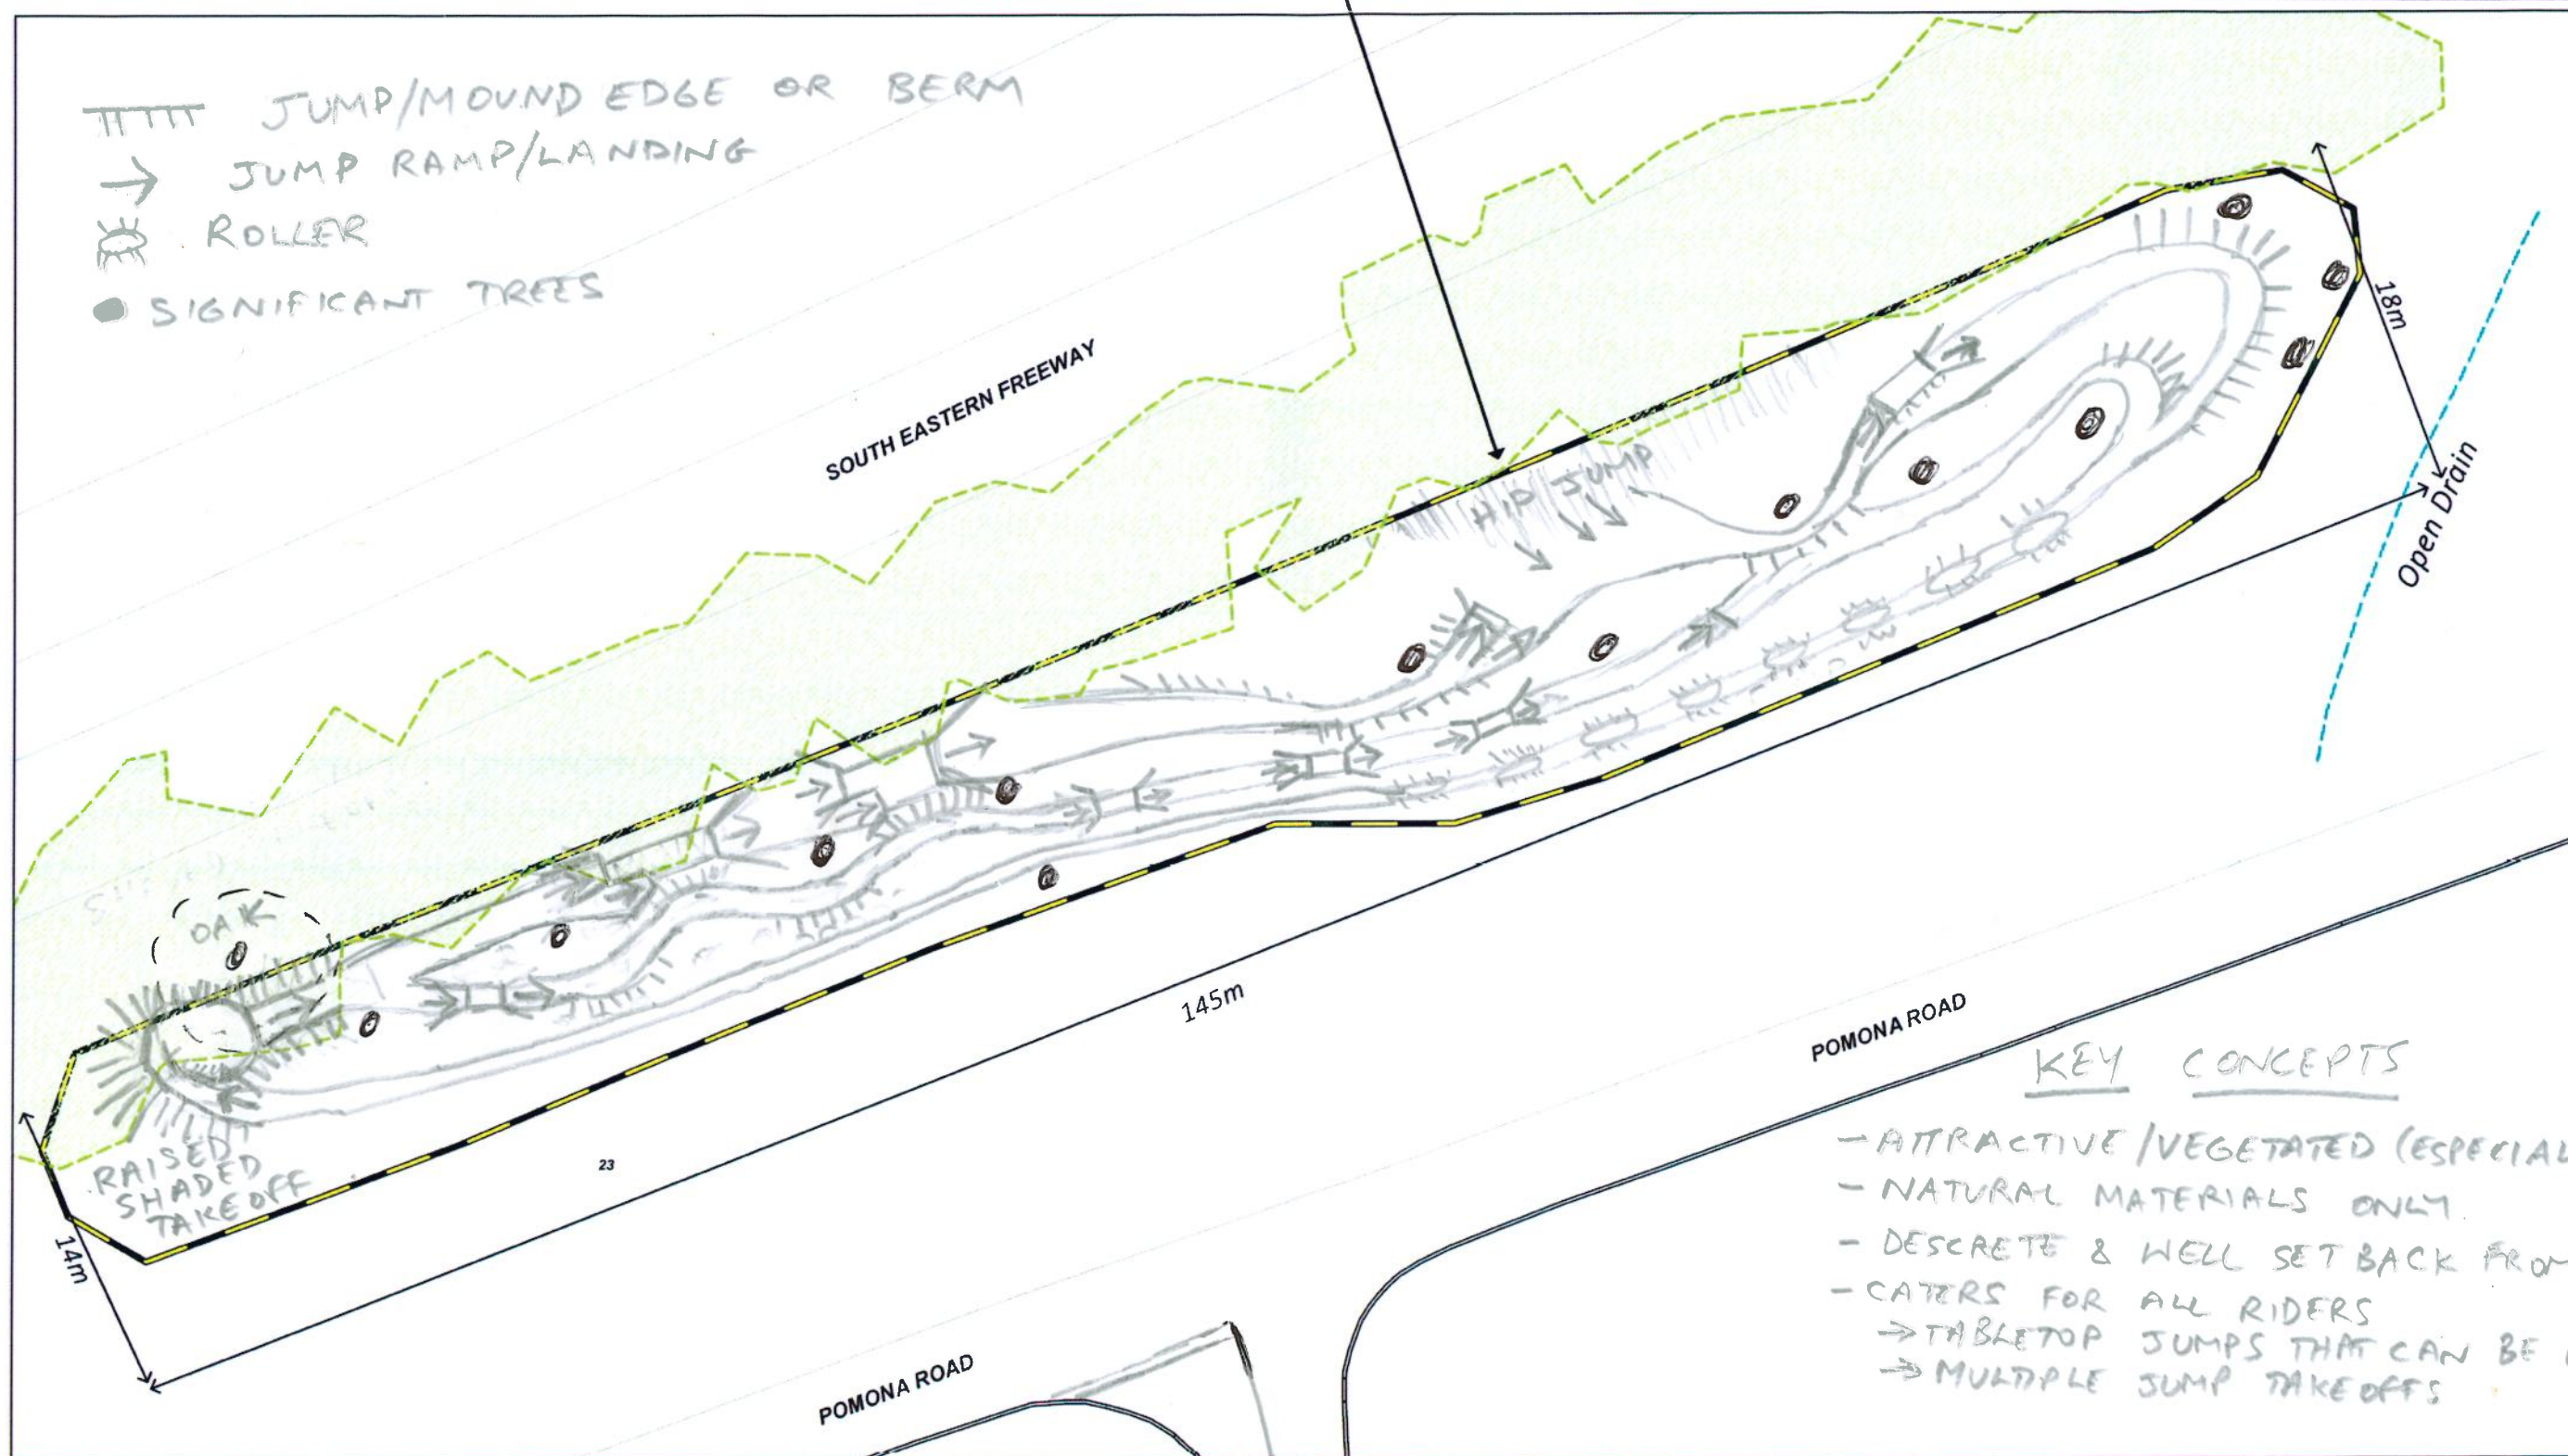 JUMP/MOUND EDGE OR BERM
JUMP RAMP/LANDING
ROLLER
SIGNIFICANT TREES
SOUTH EASTERN FREEWAY
HIP JUMP
18m
Open Drain
OAK
RAISED
SHADED
TAKEOFF
14m
23
145m
POMONA ROAD
POMONA ROAD
KEY CONCEPTS
- ATTRACTIVE/VEGETATED (ESPECIAL
- NATURAL MATERIALS ONLY.
- DESCRETE & WELL SET BACK FROM
- CATERS FOR ALL RIDERS
→ TABLETOP JUMPS THAT CAN BE
→ MULTIPLE JUMP TAKEOFFS